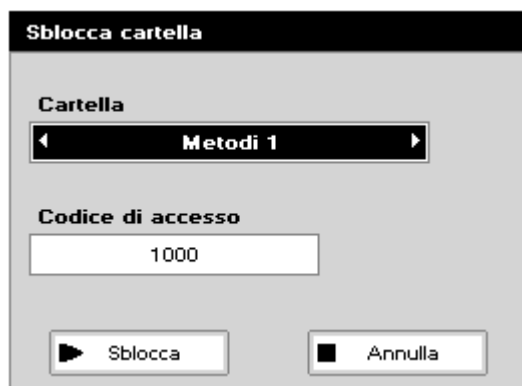 Sblocca cartella
Cartella
Metodi 1
Codice di accesso
1000
Sblocca
Annulla